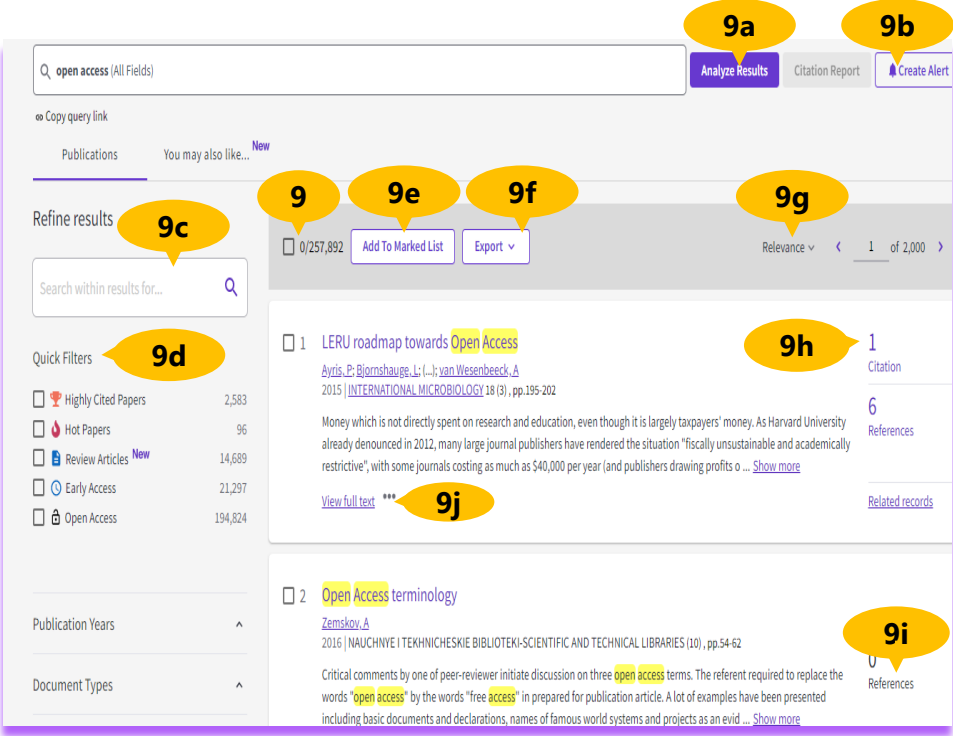 9a
9b
open access (All Fields)
Analyze Results
Citation Report
Create Alert
Copy query link
Publications
You may also like... New
9
9e
9f
9g
Refine results
9c
0/257,892
Add To Marked List
Export
Relevance
1 of 2,000
Search within results for...
Quick Filters
9d
Highly Cited Papers 2,583
Hot Papers 96
Review Articles New 14,689
Early Access 21,297
Open Access 194,824
Publication Years
Document Types
1 LERU roadmap towards Open Access
Ayris, P; Bjornshauge, L; (...); van Wesenbeeck, A
2015 | INTERNATIONAL MICROBIOLOGY 18 (3) , pp.195-202
Money which is not directly spent on research and education, even though it is largely taxpayers' money. As Harvard University
already denounced in 2012, many large journal publishers have rendered the situation "fiscally unsustainable and academically
restrictive", with some journals costing as much as $40,000 per year (and publishers drawing profits o ... Show more
View full text
9j
9h
1
Citation
6
References
Related records
2 Open Access terminology
Zemskov, A
2016 | NAUCHNYE I TEKHNICHESKIE BIBLIOTEKI-SCIENTIFIC AND TECHNICAL LIBRARIES (10) , pp.54-62
Critical comments by one of peer-reviewer initiate discussion on three open access terms. The referent required to replace the
words "open access" by the words "free access" in prepared for publication article. A lot of examples have been presented
including basic documents and declarations, names of famous world systems and projects as an evid ... Show more
9i
0
References